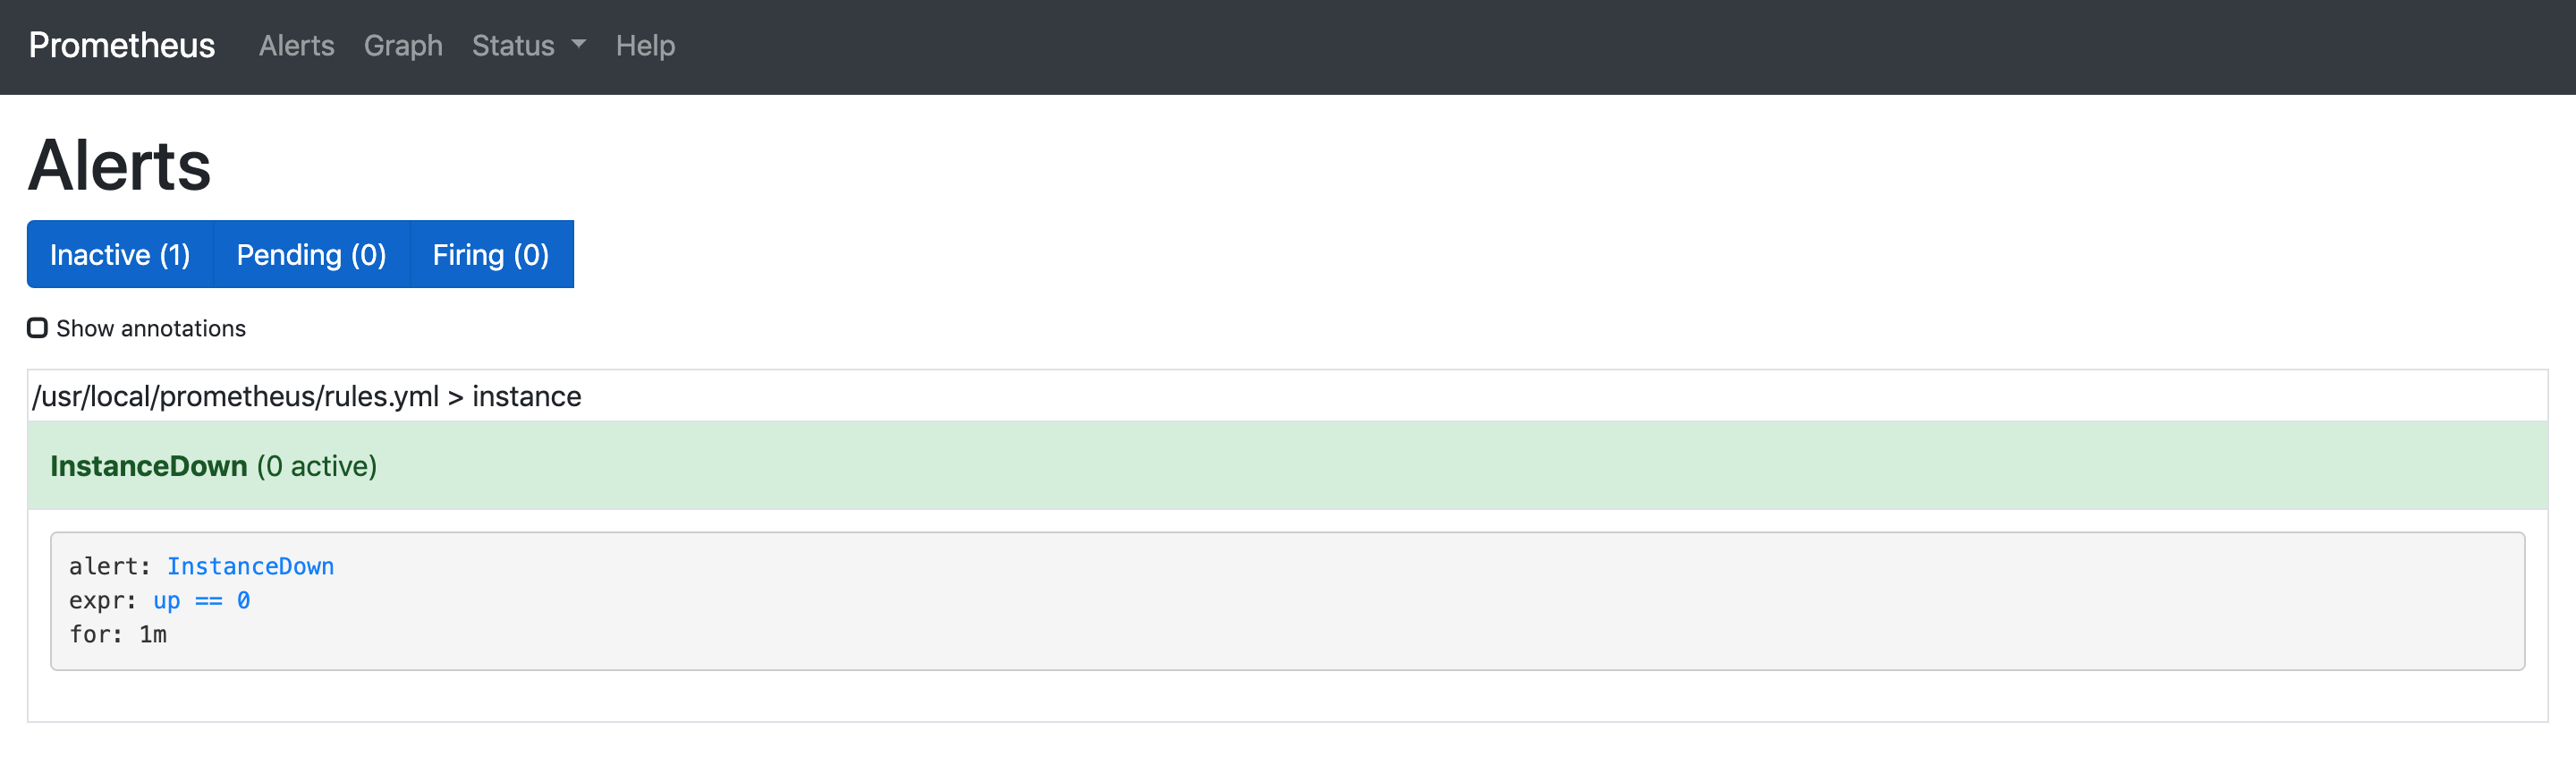 Prometheus Alerts Graph Status Help
Alerts
Inactive (1) Pending (0) Firing (0)
Show annotations
/usr/local/prometheus/rules.yml > instance
InstanceDown (0 active)
alert: InstanceDown
expr: up == 0
for: 1m